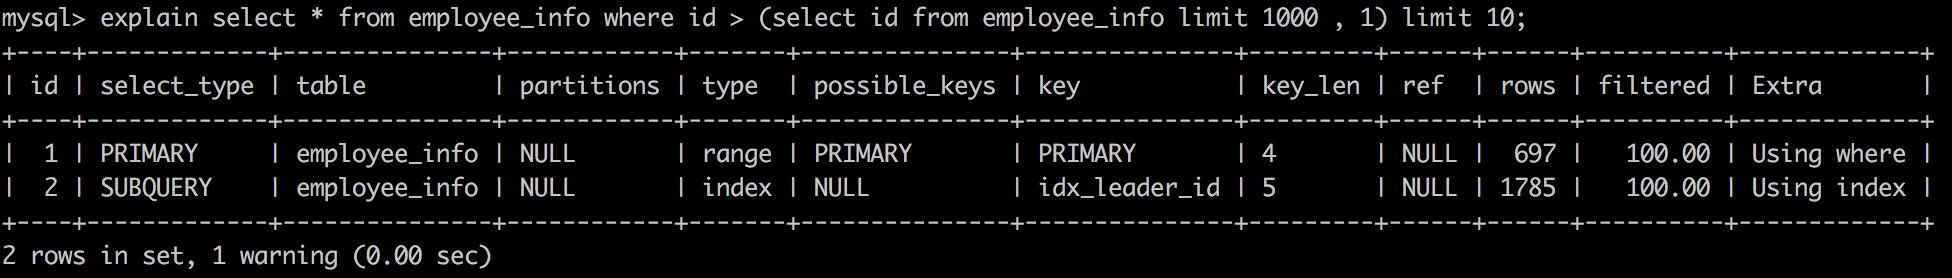 mysql> explain select * from employee_info where id > (select id from employee_info limit 1000 , 1) limit 10;
+----+-------------+---------------+------------+-------+---------------+---------------+---------+------+------+----------+-------------+
| id | select_type | table         | partitions | type  | possible_keys | key           | key_len | ref  | rows | filtered | Extra       |
+----+-------------+---------------+------------+-------+---------------+---------------+---------+------+------+----------+-------------+
|  1 | PRIMARY     | employee_info | NULL       | range | PRIMARY       | PRIMARY       | 4       | NULL |  697 |   100.00 | Using where |
|  2 | SUBQUERY    | employee_info | NULL       | index | NULL          | idx_leader_id | 5       | NULL | 1785 |   100.00 | Using index |
+----+-------------+---------------+------------+-------+---------------+---------------+---------+------+------+----------+-------------+
2 rows in set, 1 warning (0.00 sec)